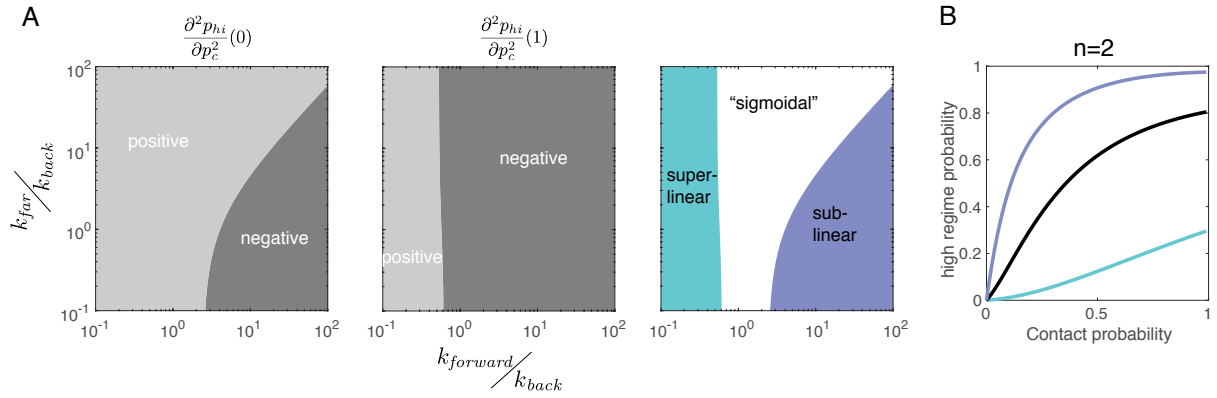 A
∂²p_hi/∂p_c² (0)
∂²p_hi/∂p_c² (1)
B
n=2
k_far/k_back
10²
10¹
10⁰
10⁻¹
positive
negative
10⁻¹ 10⁰ 10¹ 10²
positive
negative
10⁻¹ 10⁰ 10¹ 10²
"sigmoidal"
super-
linear
sub-
linear
10⁻¹ 10⁰ 10¹ 10²
k_forward/k_back
high regime probability
1
0.8
0.6
0.4
0.2
0
0 0.5 1
Contact probability